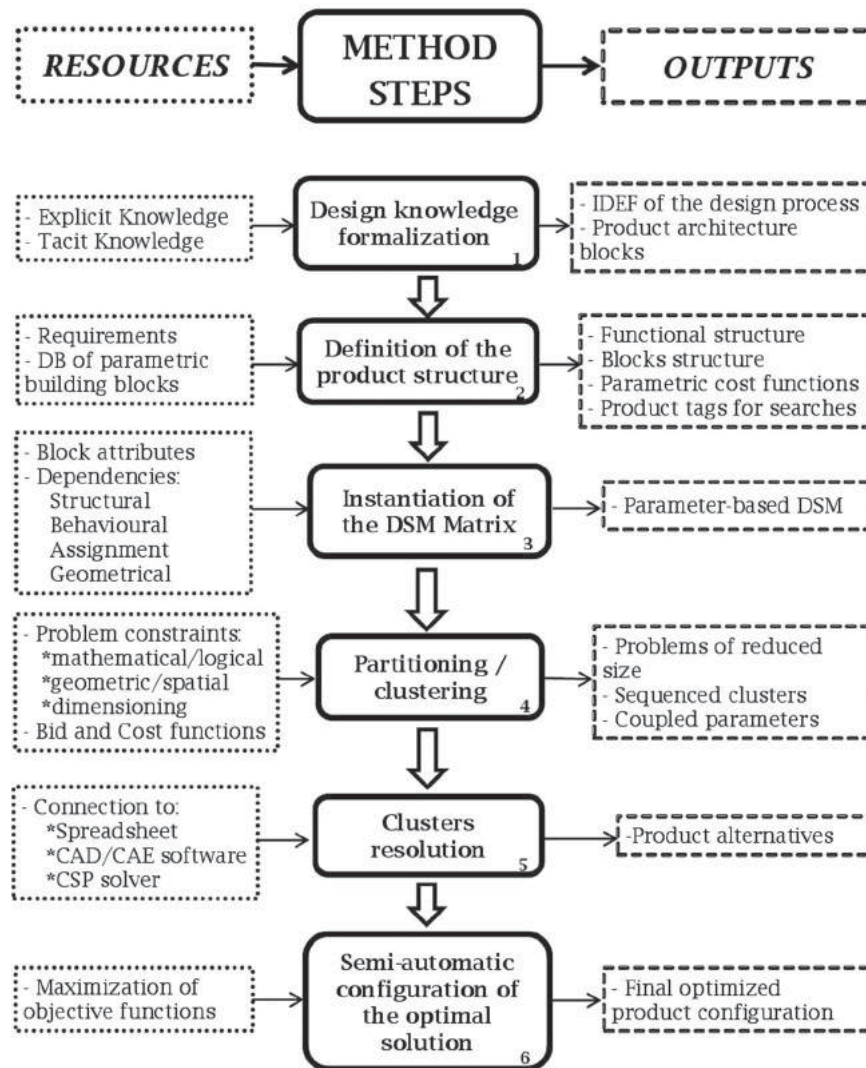 RESOURCES
METHOD
STEPS
OUTPUTS
- Explicit Knowledge
- Tacit Knowledge
Design knowledge
formalization
1
- IDEF of the design process
- Product architecture
blocks
- Requirements
- DB of parametric
building blocks
Definition of the
product structure
2
- Functional structure
- Blocks structure
- Parametric cost functions
- Product tags for searches
- Block attributes
- Dependencies:
Structural
Behavioural
Assignment
Geometrical
Instantiation of
the DSM Matrix
3
- Parameter-based DSM
- Problem constraints:
*mathematical/logical
*geometric/spatial
*dimensioning
- Bid and Cost functions
Partitioning /
clustering
4
- Problems of reduced
size
- Sequenced clusters
- Coupled parameters
- Connection to:
*Spreadsheet
*CAD/CAE software
*CSP solver
Clusters
resolution
5
-Product alternatives
- Maximization of
objective functions
Semi-automatic
configuration of
the optimal
solution
6
- Final optimized
product configuration